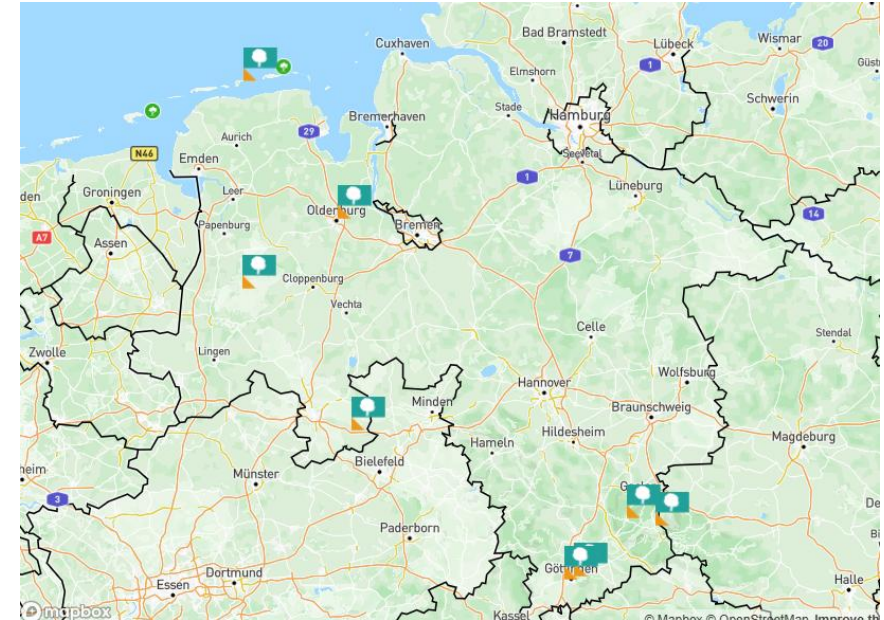 Cuxhaven
Bad Bramstedt
Lübeck
Wismar
20
Elmshorn
1
Schwerin
Stade
Hamburg
Bremerhaven
Aurich
29
Seevetal
N46
Emden
1
Lüneburg
Groningen
Leer
Oldenburg
14
Papenburg
Bremen
A7
Assen
7
Cloppenburg
Vechta
Celle
Stendal
Zwolle
Lingen
Wolfsburg
Hannover
Minden
Braunschweig
Hildesheim
Magdeburg
Hameln
Bielefeld
Münster
3
Paderborn
Dortmund
Essen
Halle
Kassel
mapbox
© Mapbox © OpenStreetMap